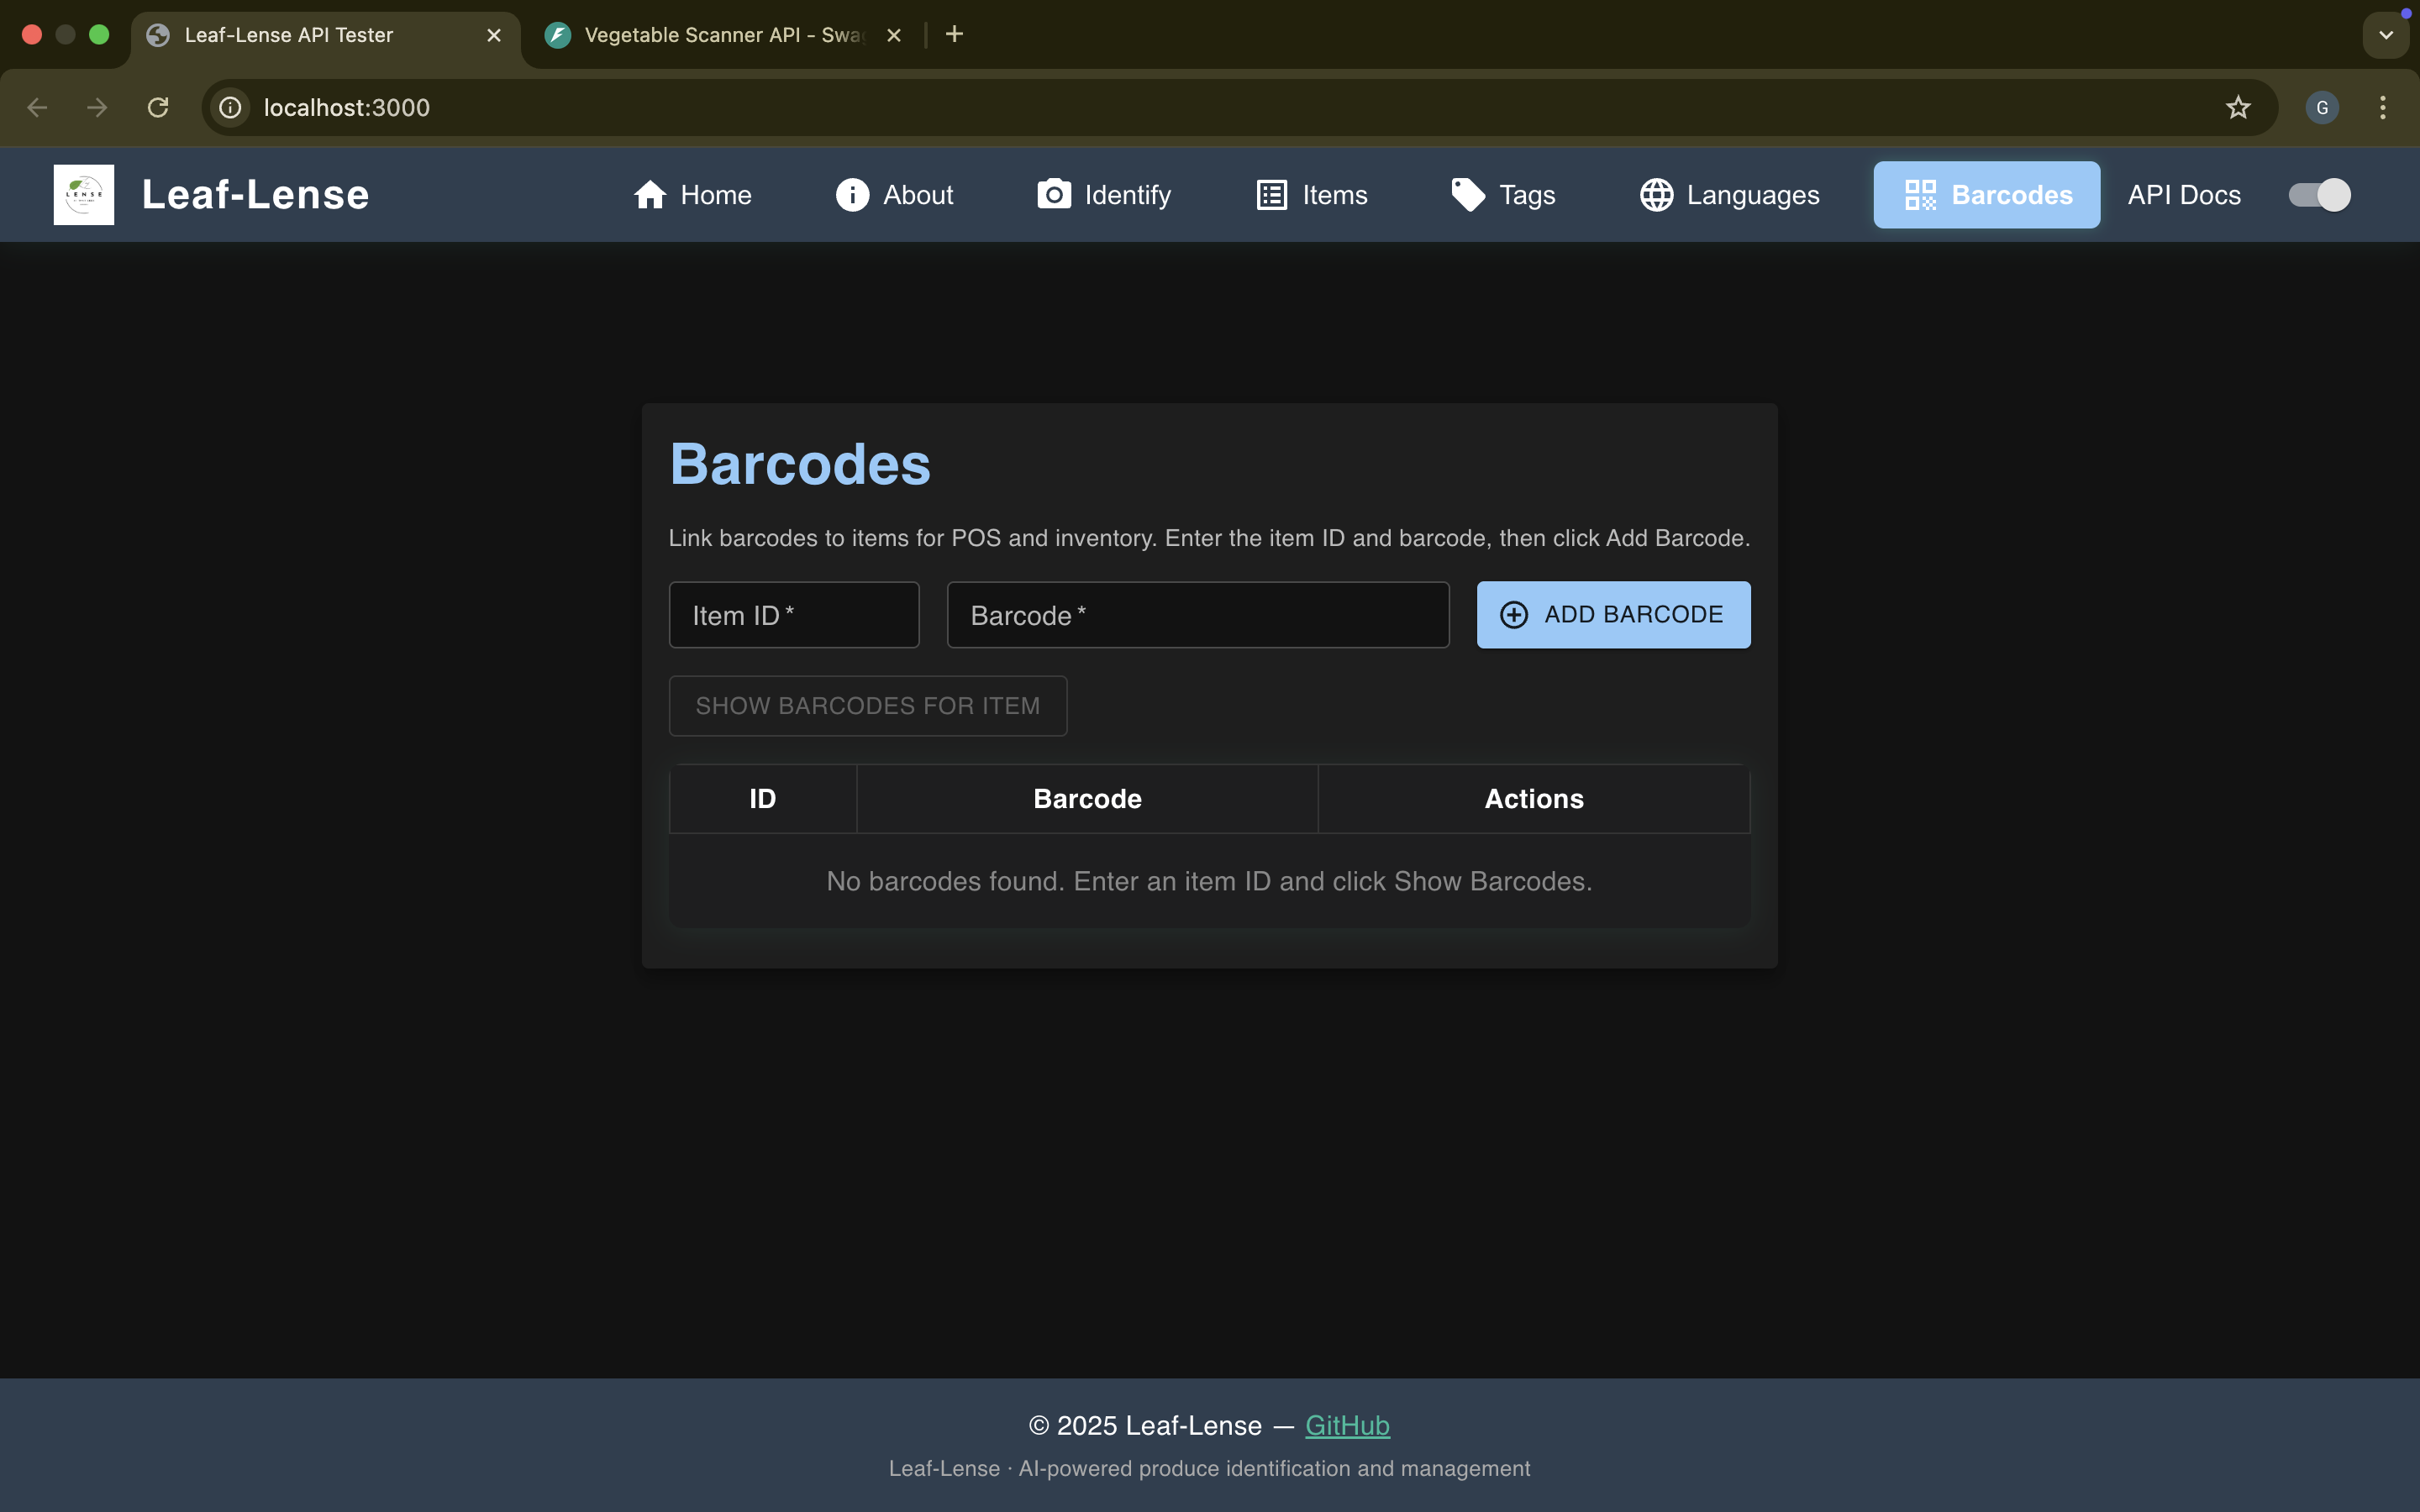 Leaf-Lense API Tester
Vegetable Scanner API - Swa
localhost:3000
G
LENSE
Leaf-Lense
Home
About
Identify
Items
Tags
Languages
Barcodes
API Docs
Barcodes
Link barcodes to items for POS and inventory. Enter the item ID and barcode, then click Add Barcode.
Item ID *
Barcode *
ADD BARCODE
SHOW BARCODES FOR ITEM
ID Barcode Actions
No barcodes found. Enter an item ID and click Show Barcodes.
© 2025 Leaf-Lense — GitHub
Leaf-Lense · AI-powered produce identification and management